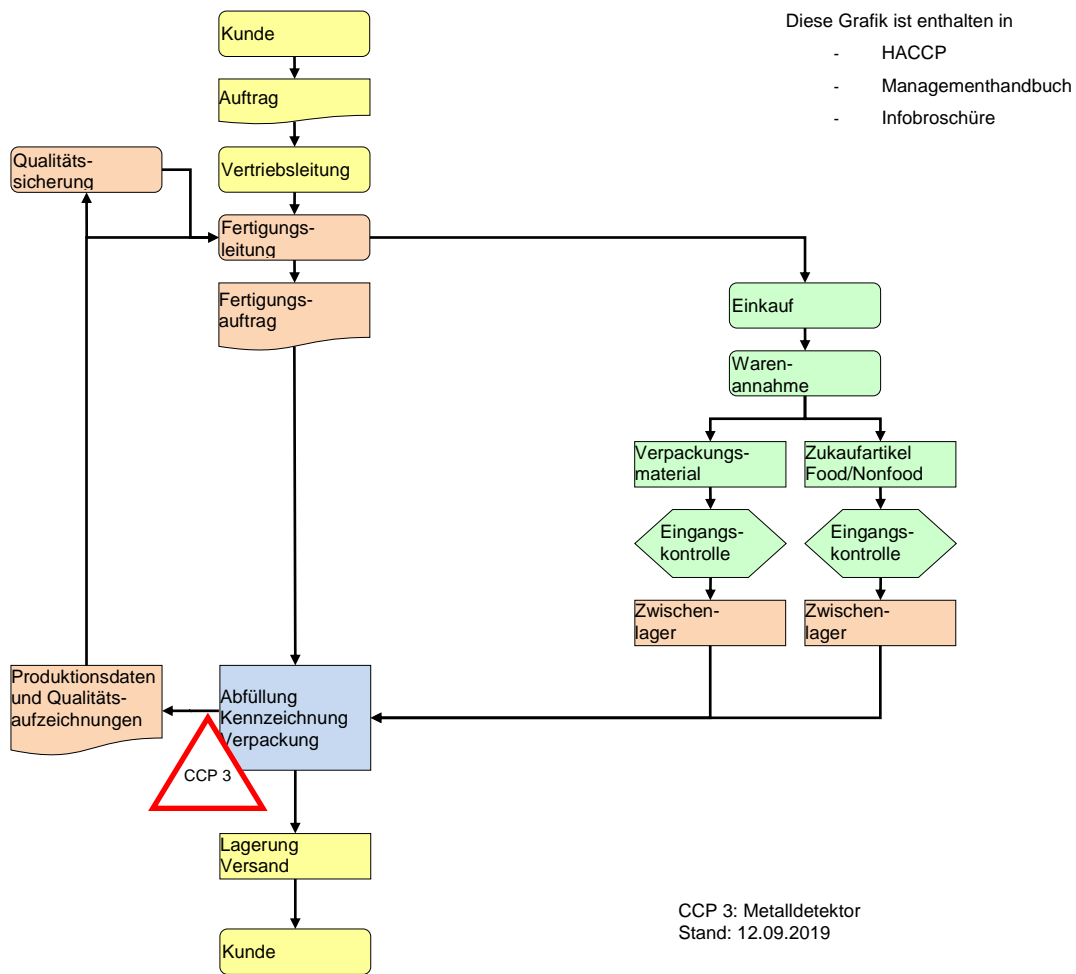 Diese Grafik ist enthalten in
- HACCP
- Managementhandbuch
- Infobroschüre
Kunde
Auftrag
Qualitäts-
sicherung
Vertriebsleitung
Fertigungs-
leitung
Fertigungs-
auftrag
Einkauf
Waren-
annahme
Verpackungs-
material
Zukaufartikel
Food/Nonfood
Eingangs-
kontrolle
Eingangs-
kontrolle
Zwischen-
lager
Zwischen-
lager
Produktionsdaten
und Qualitäts-
aufzeichnungen
Abfüllung
Kennzeichnung
Verpackung
CCP 3
Lagerung
Versand
Kunde
CCP 3: Metalldetektor
Stand: 12.09.2019